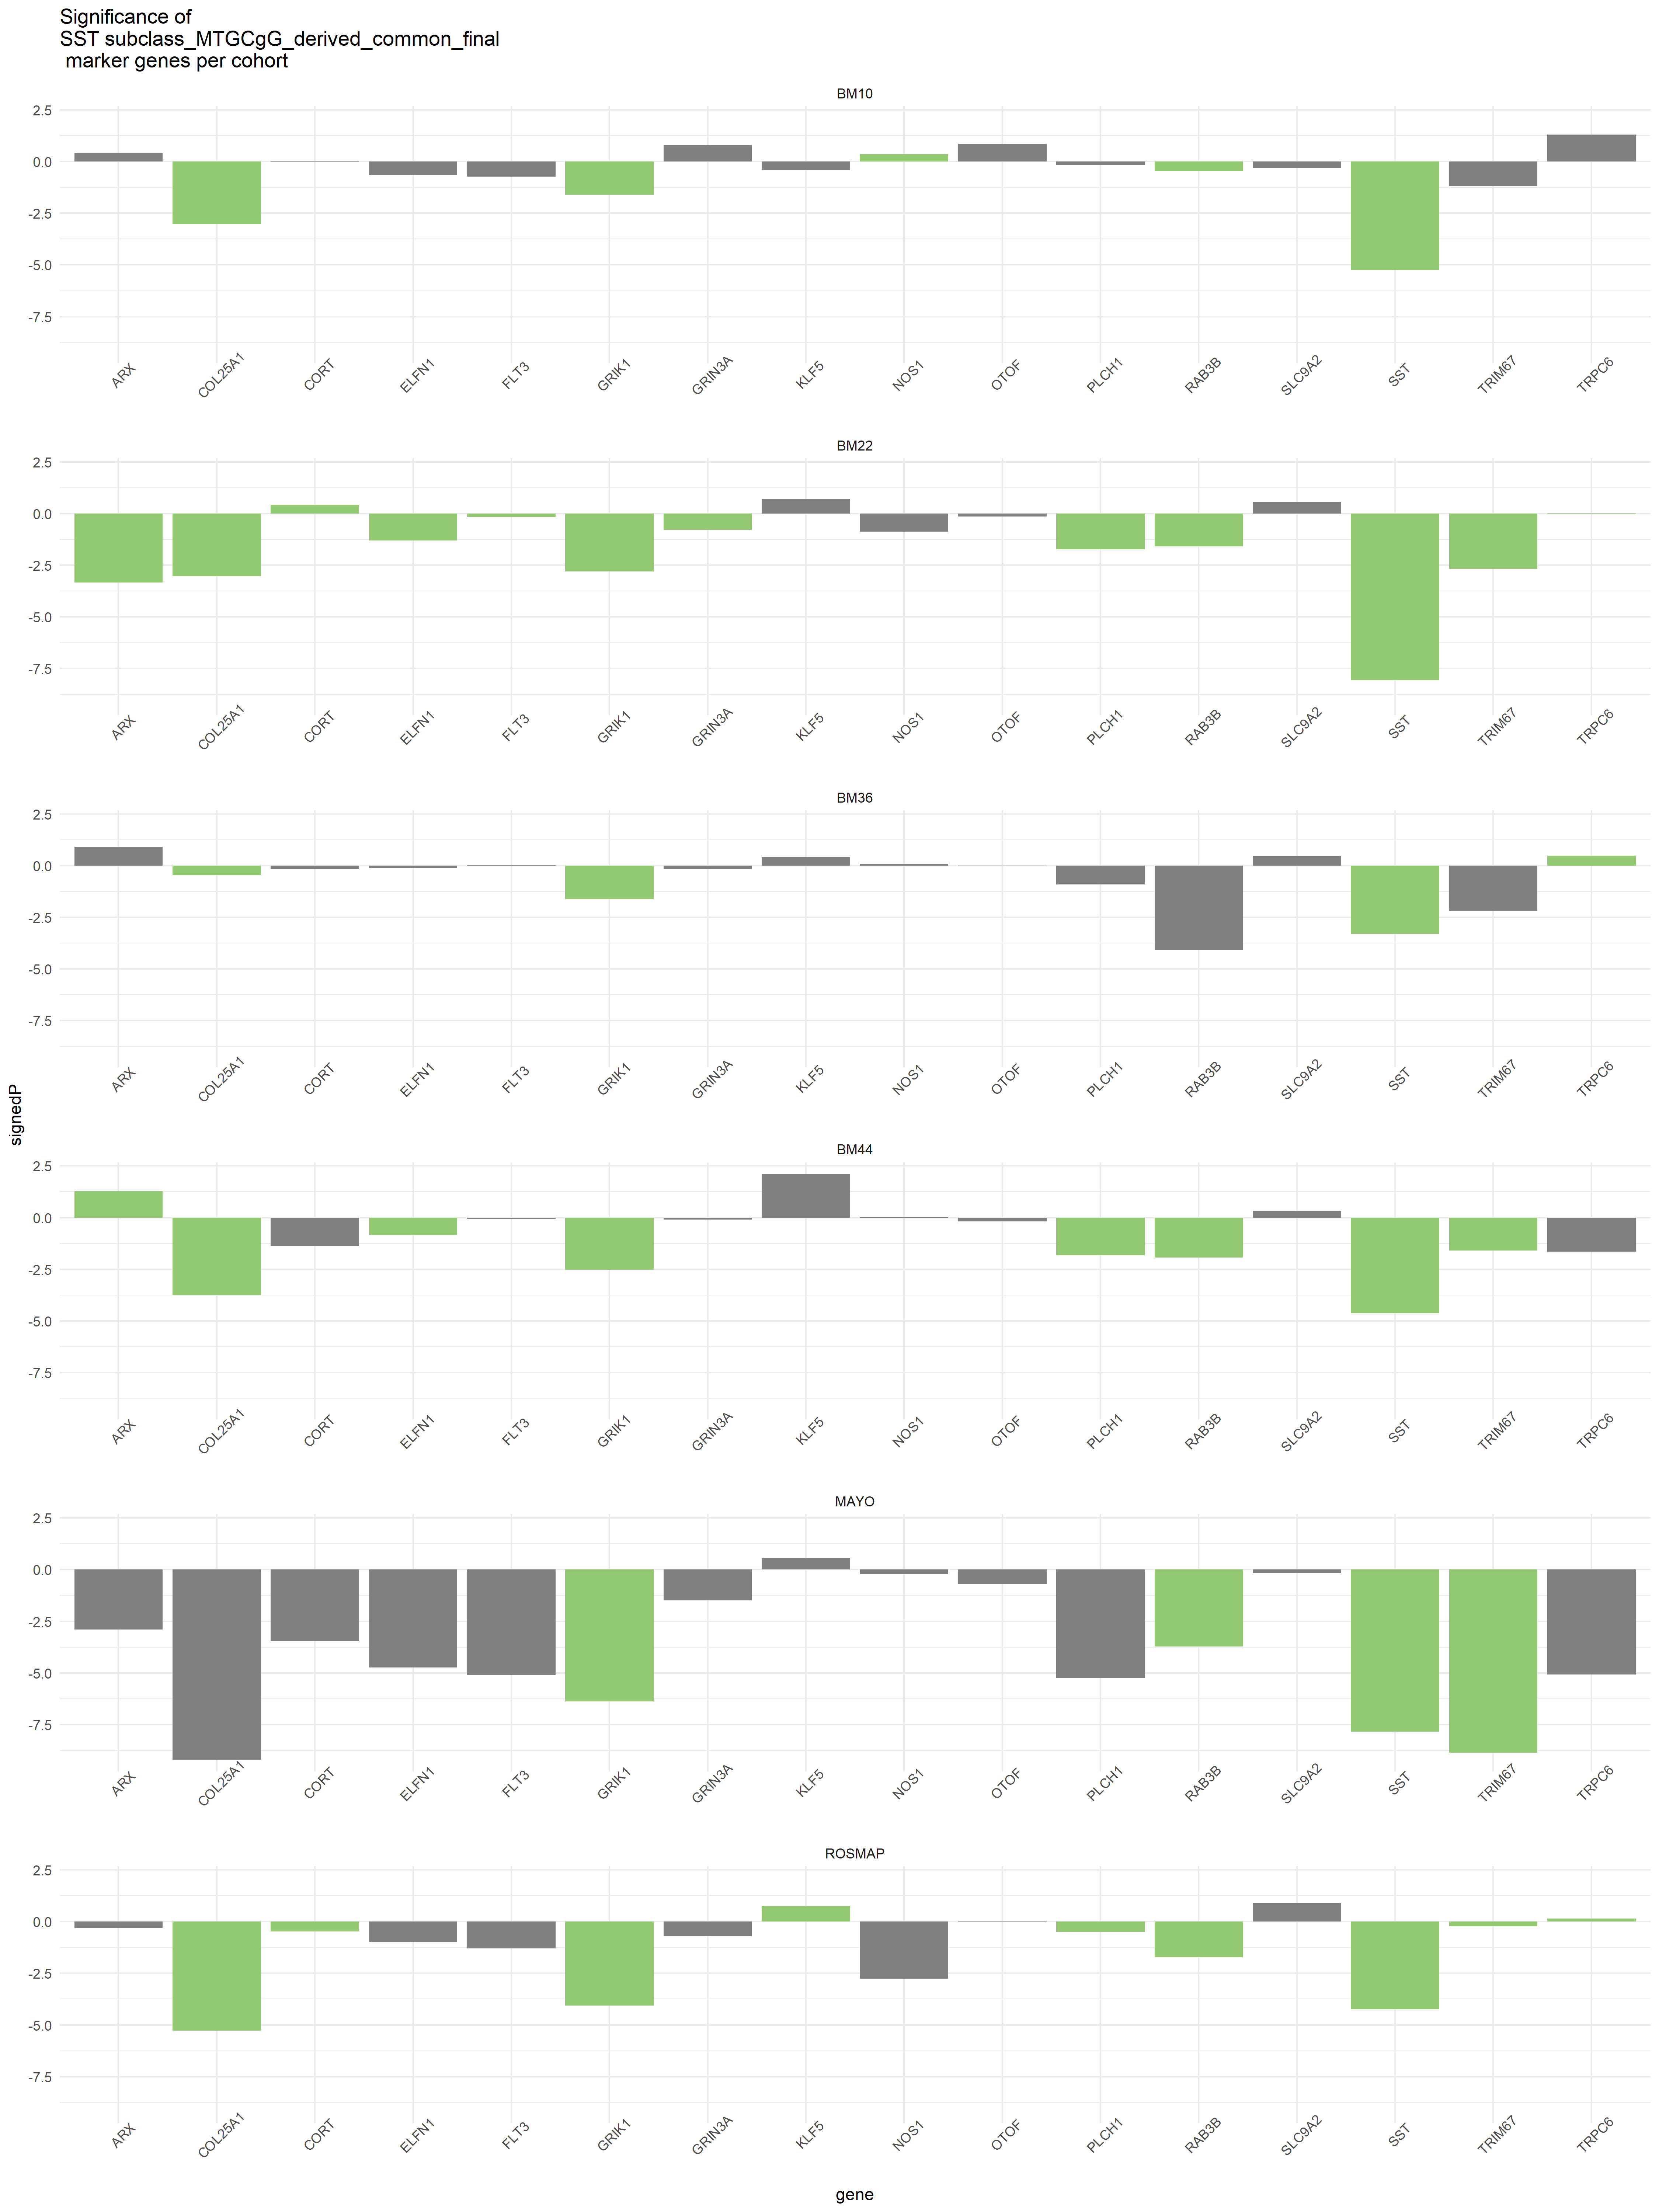 Significance of
SST subclass_MTGCgG_derived_common_final
marker genes per cohort
signedP
BM10
2.5
0.0
-2.5
-5.0
-7.5
ARX COL25A1 CORT ELFN1 FLT3 GRIK1 GRIN3A KLF5 NOS1 OTOF PLCH1 RAB3B SLC9A2 SST TRIM67 TRPC6
BM22
2.5
0.0
-2.5
-5.0
-7.5
ARX COL25A1 CORT ELFN1 FLT3 GRIK1 GRIN3A KLF5 NOS1 OTOF PLCH1 RAB3B SLC9A2 SST TRIM67 TRPC6
BM36
2.5
0.0
-2.5
-5.0
-7.5
ARX COL25A1 CORT ELFN1 FLT3 GRIK1 GRIN3A KLF5 NOS1 OTOF PLCH1 RAB3B SLC9A2 SST TRIM67 TRPC6
BM44
2.5
0.0
-2.5
-5.0
-7.5
ARX COL25A1 CORT ELFN1 FLT3 GRIK1 GRIN3A KLF5 NOS1 OTOF PLCH1 RAB3B SLC9A2 SST TRIM67 TRPC6
MAYO
2.5
0.0
-2.5
-5.0
-7.5
ARX COL25A1 CORT ELFN1 FLT3 GRIK1 GRIN3A KLF5 NOS1 OTOF PLCH1 RAB3B SLC9A2 SST TRIM67 TRPC6
ROSMAP
2.5
0.0
-2.5
-5.0
-7.5
ARX COL25A1 CORT ELFN1 FLT3 GRIK1 GRIN3A KLF5 NOS1 OTOF PLCH1 RAB3B SLC9A2 SST TRIM67 TRPC6
gene